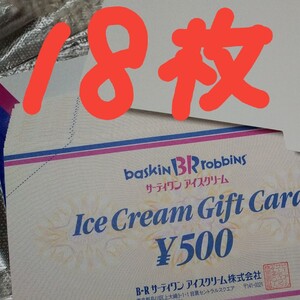 18枚
baskin BR robbins
サーティワン アイスクリーム
Ice Cream Gift Card
¥500
B-R サーティワン アイスクリーム株式会社